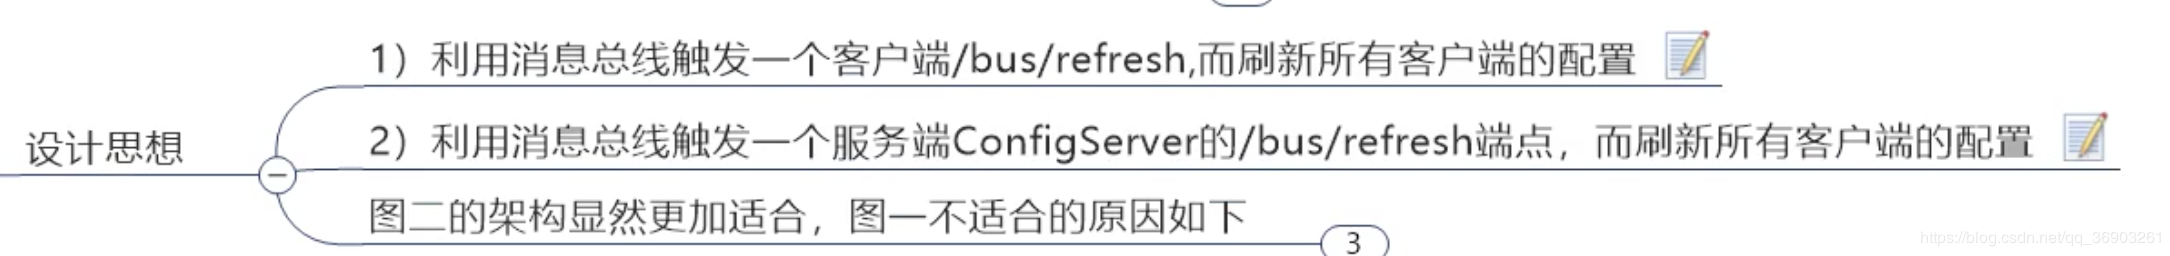 1）利用消息总线触发一个客户端/bus/refresh,而刷新所有客户端的配置
设计思想
2）利用消息总线触发一个服务端ConfigServer的/bus/refresh端点，而刷新所有客户端的配置
图二的架构显然更加适合，图一不适合的原因如下
3
https://blog.csdn.net/qq_36903261